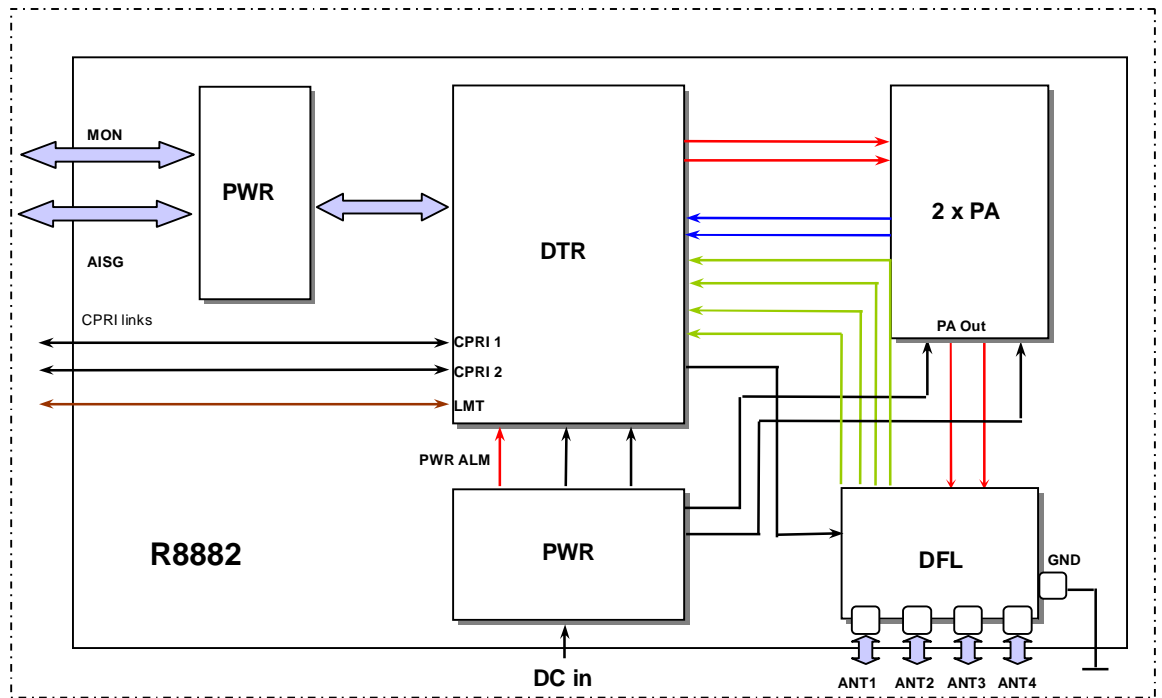 MON
PWR
2 x PA
DTR
AISG
CPRI links
PA Out
CPRI 1
CPRI 2
LMT
PWR ALM
R8882
PWR
DFL
GND
DC in
ANT1
ANT2
ANT3
ANT4